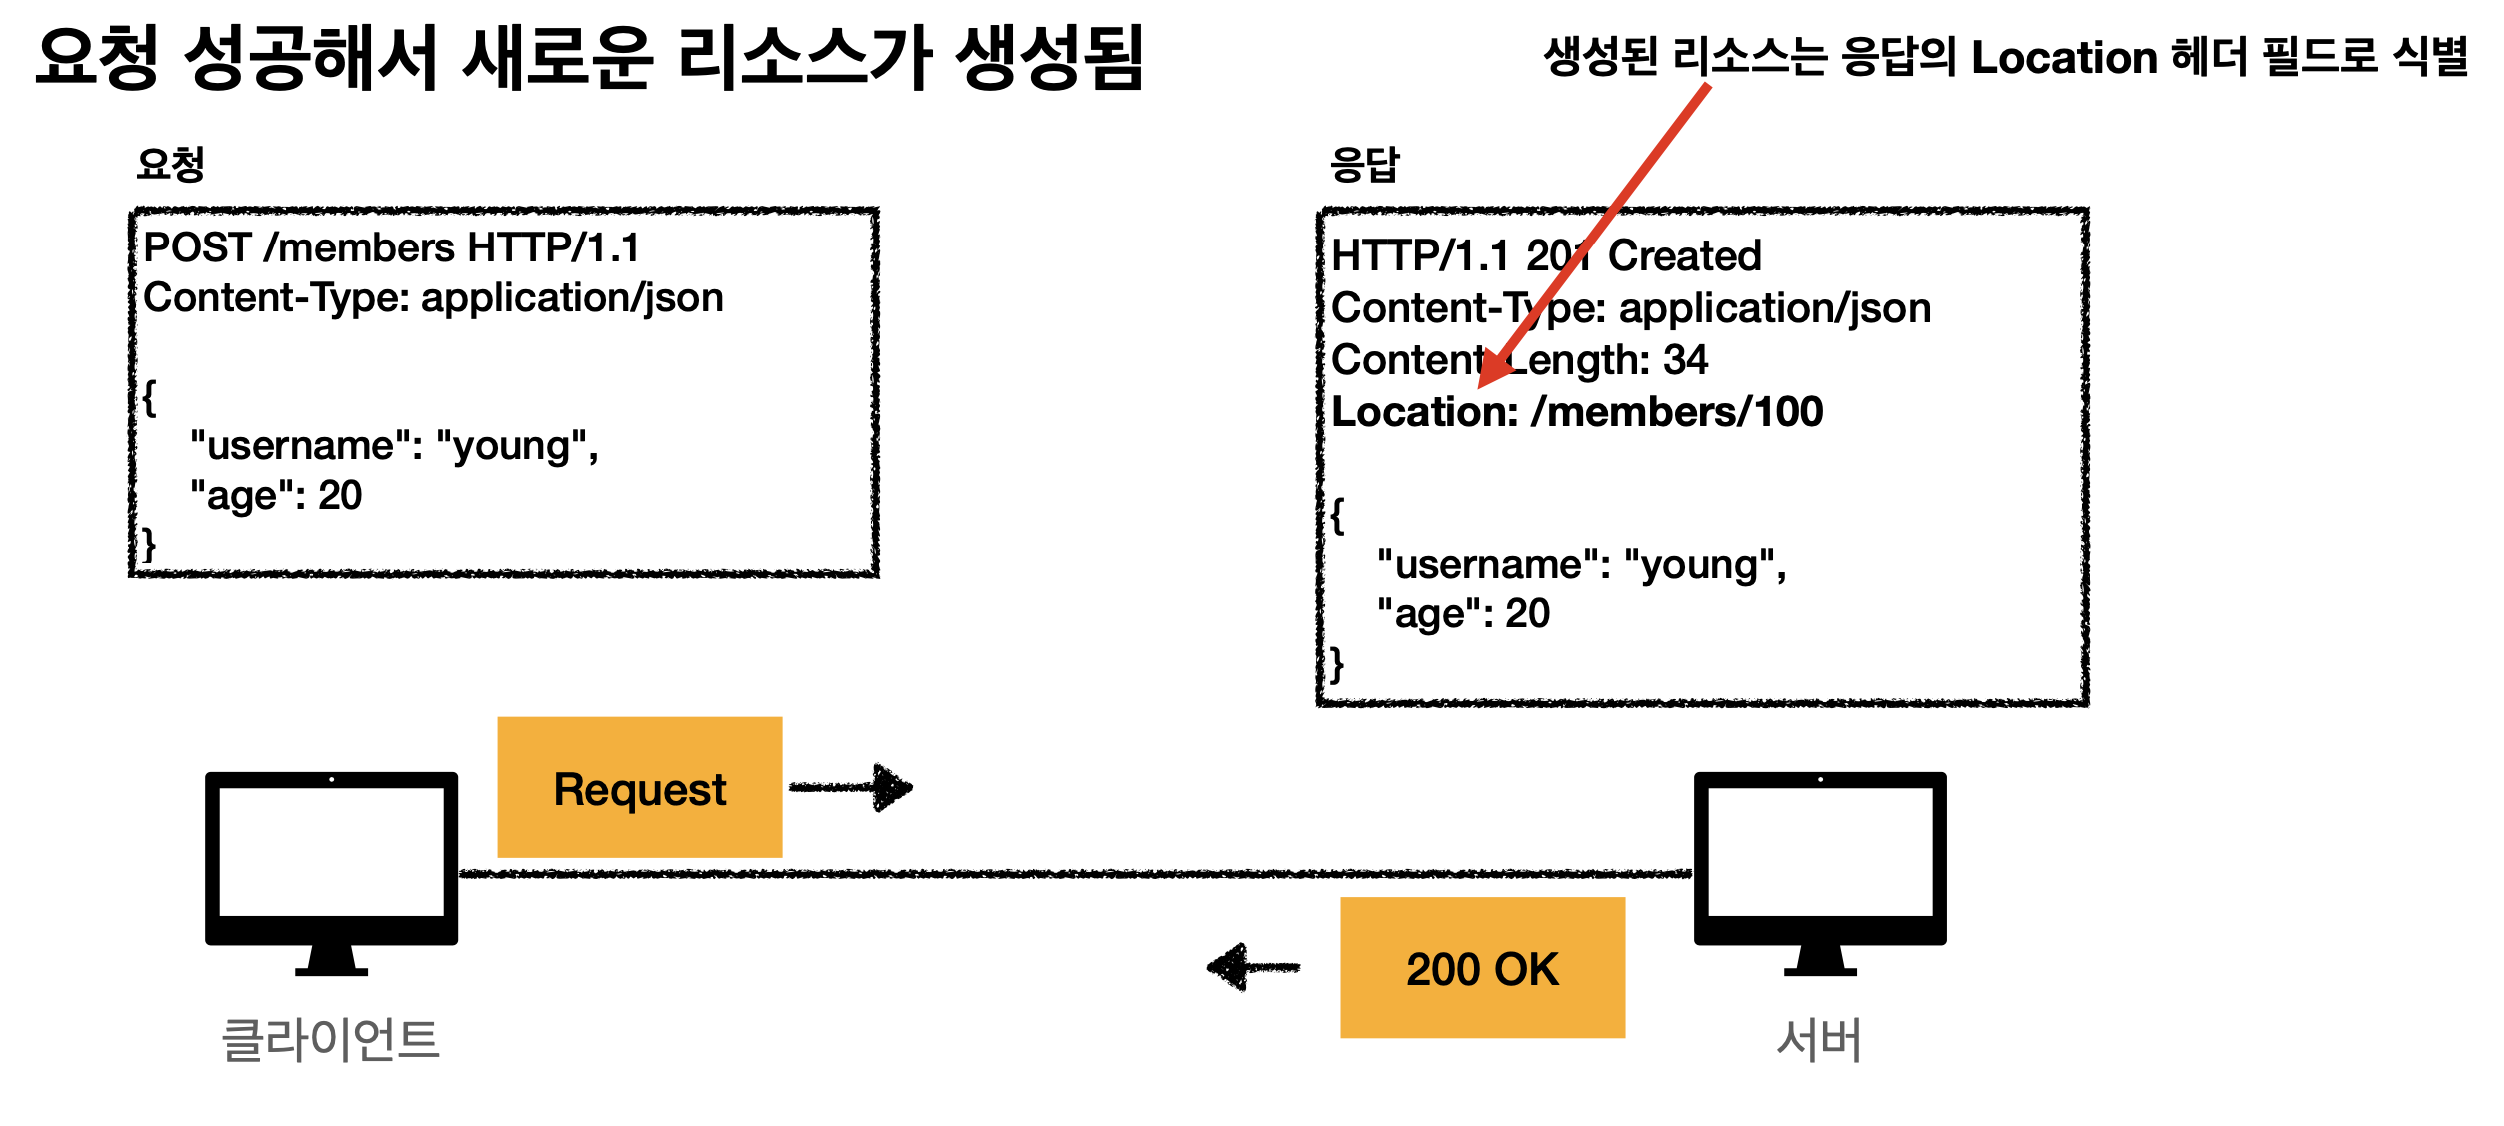 요청 성공해서 새로운 리소스가 생성됨
생성된 리소스는 응답의 Location 헤더 필드로 식별
요청
POST /members HTTP/1.1
Content-Type: application/json
{
"username": "young",
"age": 20
}
응답
HTTP/1.1 201 Created
Content-Type: application/json
Content-Length: 34
Location: /members/100
{
"username": "young",
"age": 20
}
Request
200 OK
클라이언트
서버